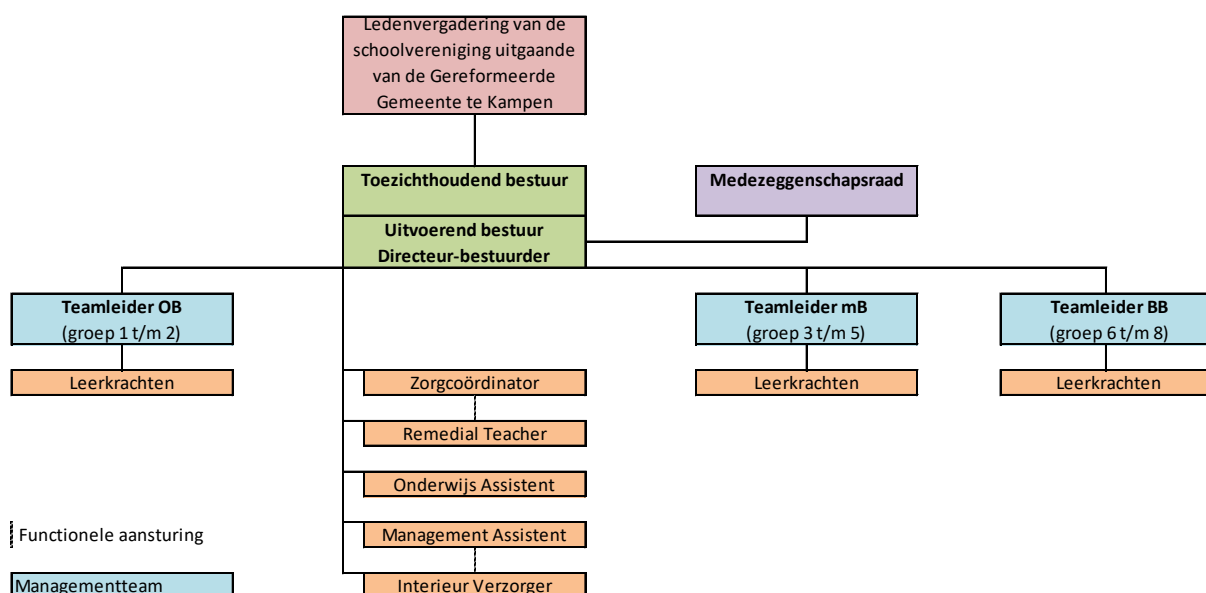 Ledenvergadering van de
schoolvereniging uitgaande
van de Gereformeerde
Gemeente te Kampen
Toezichthoudend bestuur
Medezeggenschapsraad
Uitvoerend bestuur
Directeur-bestuurder
Teamleider OB
(groep 1 t/m 2)
Teamleider mB
(groep 3 t/m 5)
Teamleider BB
(groep 6 t/m 8)
Leerkrachten
Zorgcoördinator
Leerkrachten
Leerkrachten
Remedial Teacher
Onderwijs Assistent
Functionele aansturing
Management Assistent
Managementteam
Interieur Verzorger